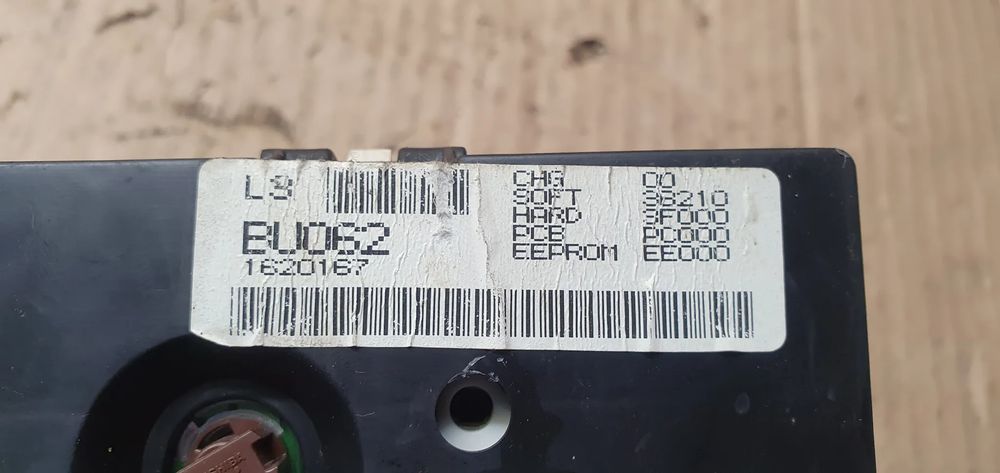 L3
BU062
1620167
CHG 00
SOFT 38210
HARD 3F000
PCB PC000
EEPROM EE000